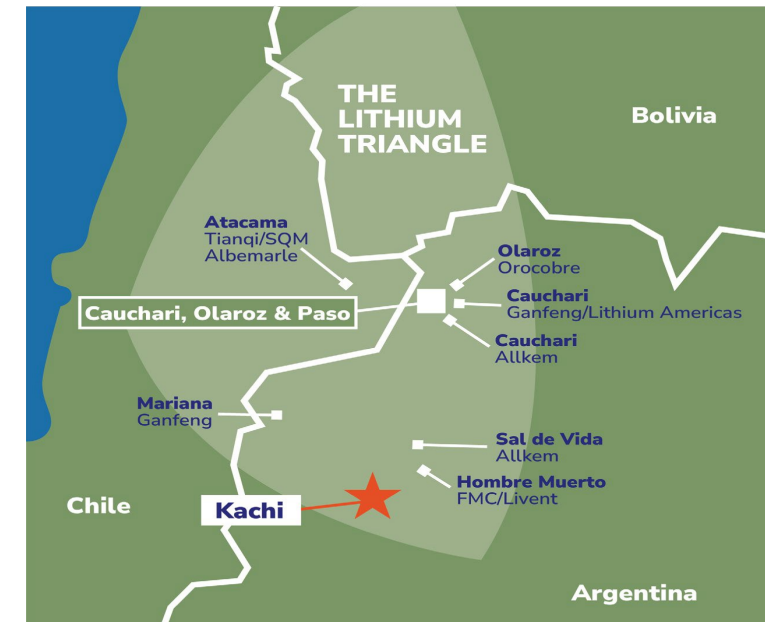 THE
LITHIUM
TRIANGLE
Bolivia
Atacama
Tianqi/SQM
Albemarle
Olaroz
Orocobre
Cauchari
Ganfeng/Lithium Americas
Cauchari, Olaroz & Paso
Cauchari
Allkem
Mariana
Ganfeng
Sal de Vida
Allkem
Hombre Muerto
FMC/Livent
Chile
Kachi
Argentina